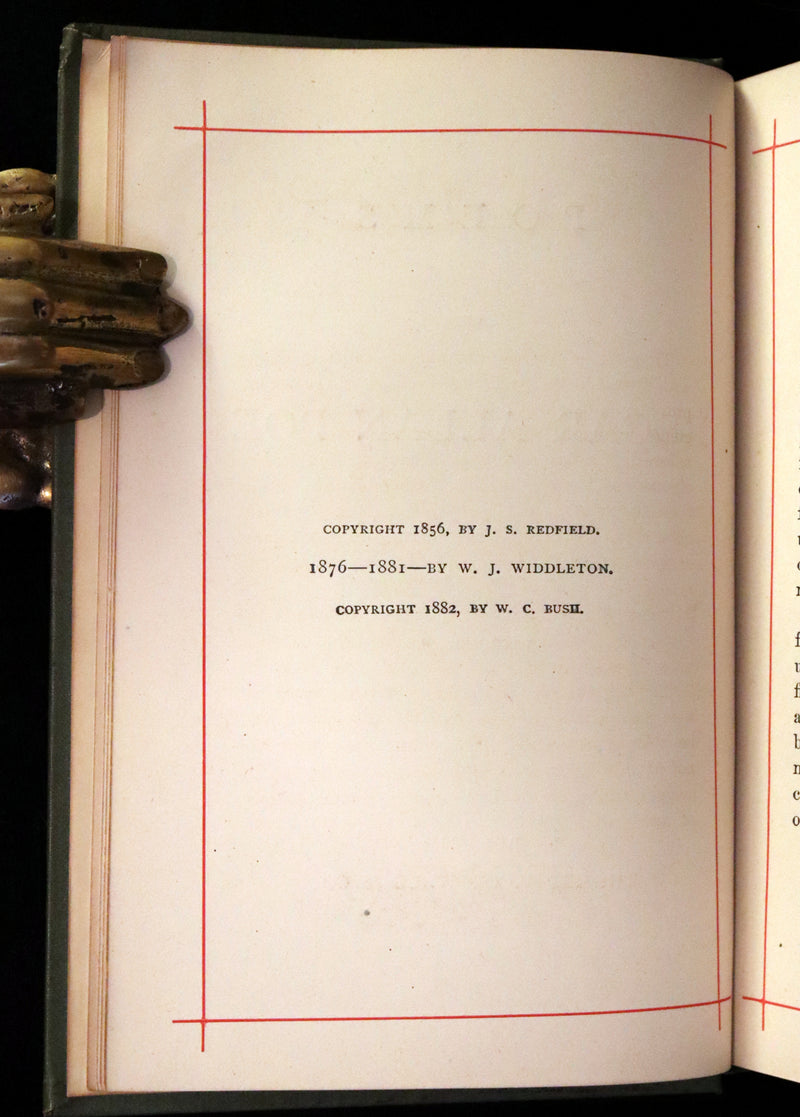 COPYRIGHT 1856, BY J. S. REDFIELD.
1876—1881—BY W. J. WIDDLETON.
COPYRIGHT 1882, BY W. C. BUSH.